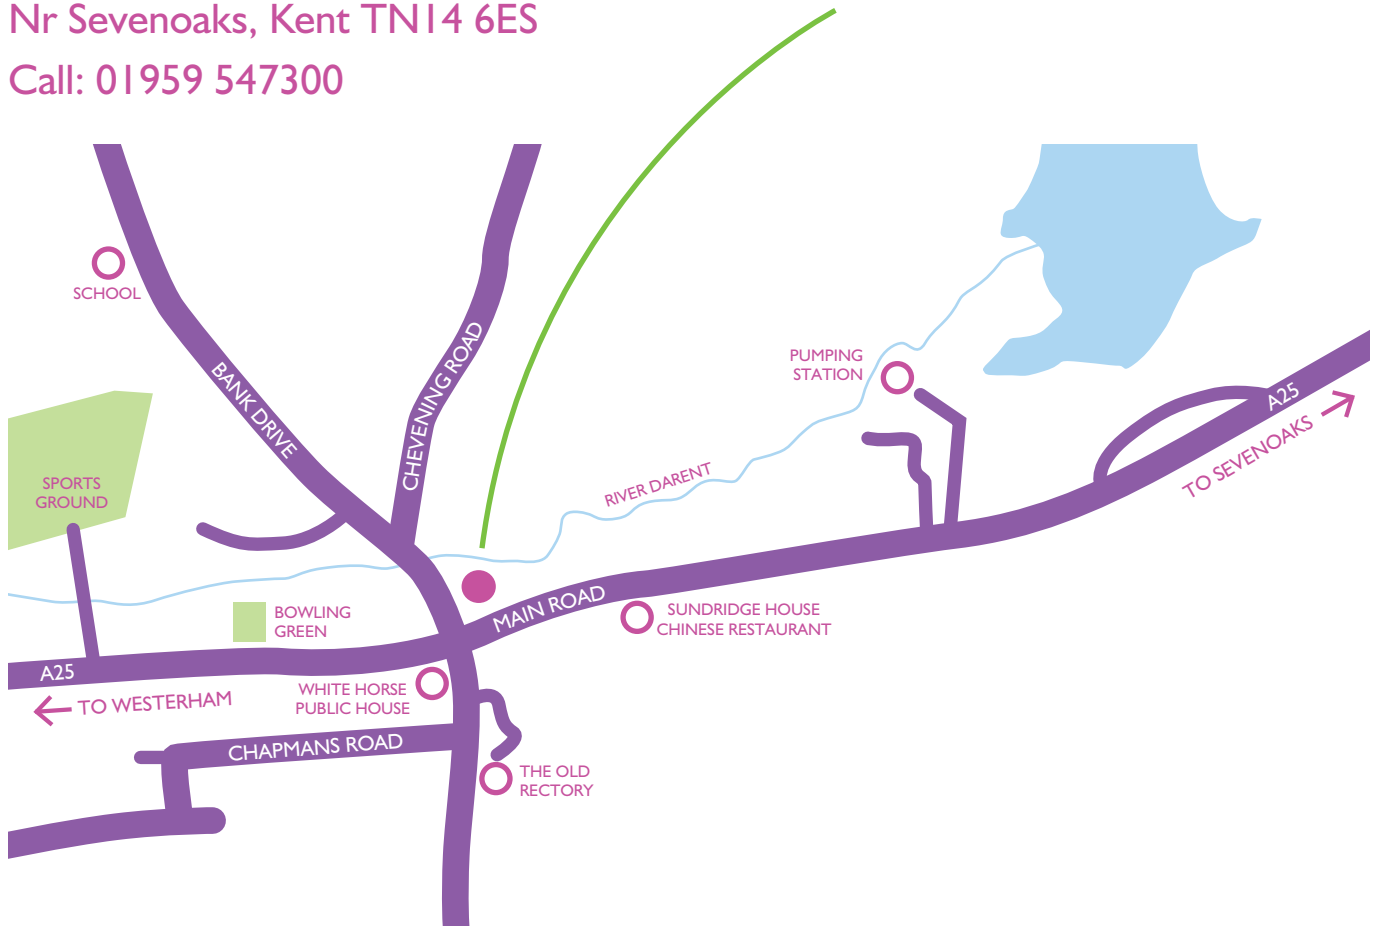 Nr Sevenoaks, Kent TN14 6ES
Call: 01959 547300
SCHOOL
BANK DRIVE
CHEVENING ROAD
PUMPING
STATION
A25
TO SEVENOAKS
SPORTS
GROUND
RIVER DARENT
BOWLING
GREEN
MAIN ROAD
SUNDRIDGE HOUSE
CHINESE RESTAURANT
A25
TO WESTERHAM
WHITE HORSE
PUBLIC HOUSE
CHAPMANS ROAD
THE OLD
RECTORY